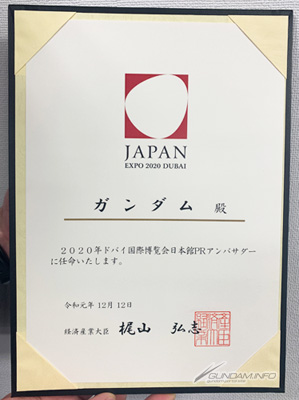 JAPAN
EXPO 2020 DUBAI
ガンダム 殿
2020年ドバイ国際博覧会日本館PRアンバサダー
に任命いたします。
令和元年 12月 12日
経済産業大臣 梶山 弘志
GUNDAM.INFO